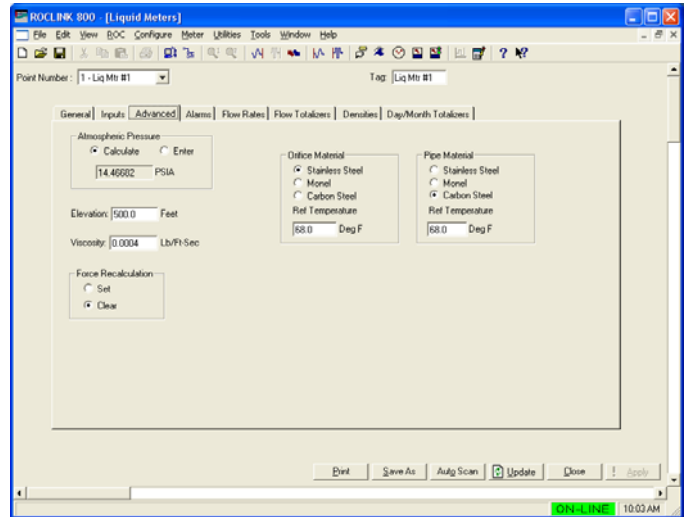 ROCLINK 800 - [Liquid Meters]
File Edit View ROC Configure Meter Utilities Tools Window Help
Point Number : 1 - Liq Mtr #1 Tag: Liq Mtr #1
General Inputs Advanced Alarms Flow Rates Flow Totalizers Densities Day/Month Totalizers
Atmospheric Pressure
Calculate Enter
14.46682 PSIA
Elevation: 500.0 Feet
Viscosity: 0.0004 Lb/Ft-Sec
Force Recalculation
Set
Clear
Orifice Material
Stainless Steel
Monel
Carbon Steel
Ref Temperature
68.0 Deg F
Pipe Material
Stainless Steel
Monel
Carbon Steel
Ref Temperature
68.0 Deg F
Print Save As Auto Scan Update Close ! Apply
ON-LINE 10:03 AM